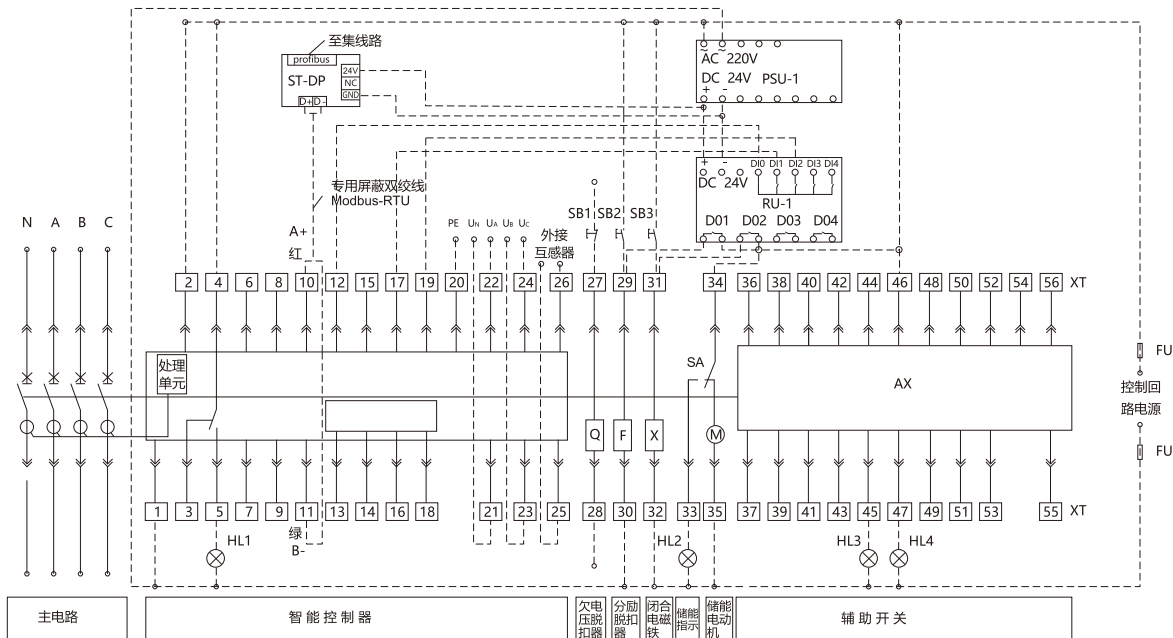 至集线路
profibus
ST-DP
24V
NC
GND
D+ D-
AC 220V
DC 24V PSU-1
+ -
+ - DI0 DI1 DI2 DI3 DI4
DC 24V
RU-1
D01 D02 D03 D04
专用屏蔽双绞线
Modbus-RTU
SB1 SB2 SB3
N A B C
A+
红
PE UN UA UB UC
外接
互感器
2 4 6 8 10 12 15 17 19 20 22 24 26 27 29 31 34 36 38 40 42 44 46 48 50 52 54 56 XT
处理
单元
SA
AX
FU
控制回
路电源
FU
Q F X M
1 3 5 7 9 11 13 14 16 18 21 23 25 28 30 32 33 35 37 39 41 43 45 47 49 51 53 55 XT
绿
B-
HL1 HL2 HL3 HL4
主电路
智能控制器
欠电
压脱
扣器
分励
脱扣
器
闭合
电磁
铁
储能
指示
储能
电动
机
辅助开关